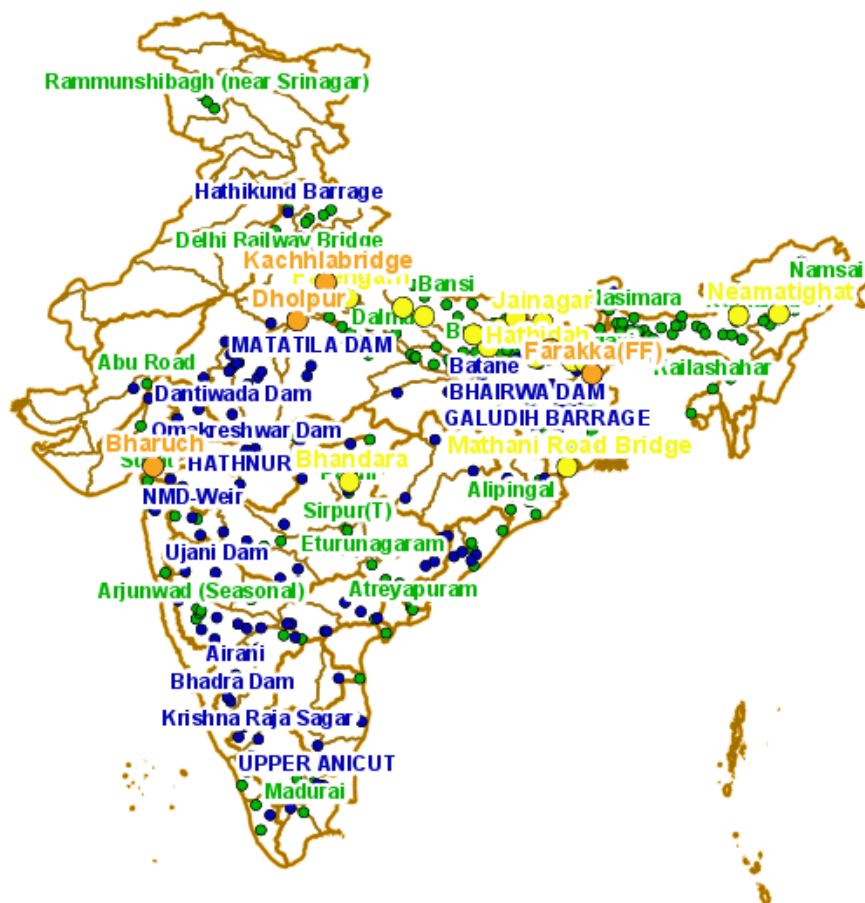 Rammunshibagh (near Srinagar)
Hathikund Barrage
Delhi Railway Bridge
Kachhlabridge
Namsai
Bansi
Dholpur
Jainagar
Neamatighat
MATATILA DAM
Hathidah
Farakka(FF)
Abu Road
Batane
Kailashahar
Dantiwada Dam
BHAIRWA DAM
GALUDIH BARRAGE
Omakreshwar Dam
Bharuch
Mathani Road Bridge
HATHNUR
Bhandara
NMD-Weir
Alipingal
Sirpur(T)
Ujani Dam
Eturunagaram
Arjunwad (Seasonal)
Atreyapuram
Airani
Bhadra Dam
Krishna Raja Sagar
UPPER ANICUT
Madurai